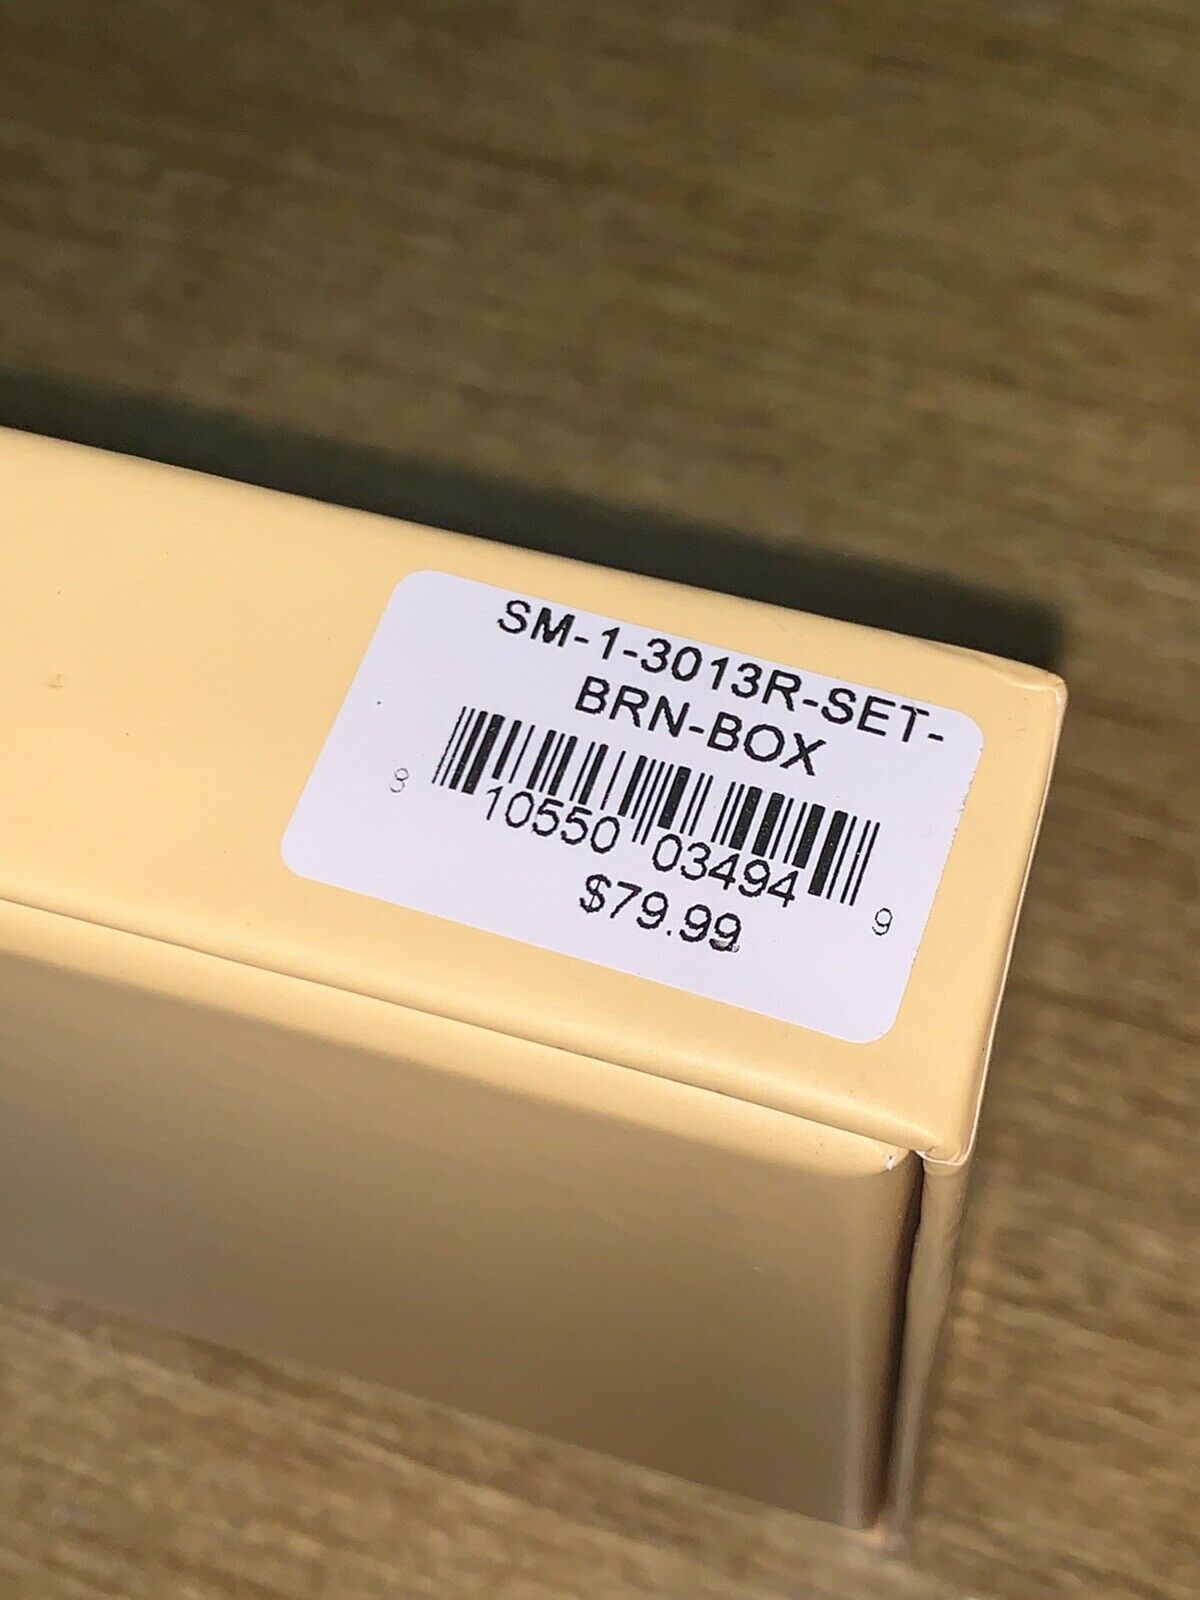 SM-1-3013R-SET-
BRN-BOX
8 10550 03494 9
$79.99